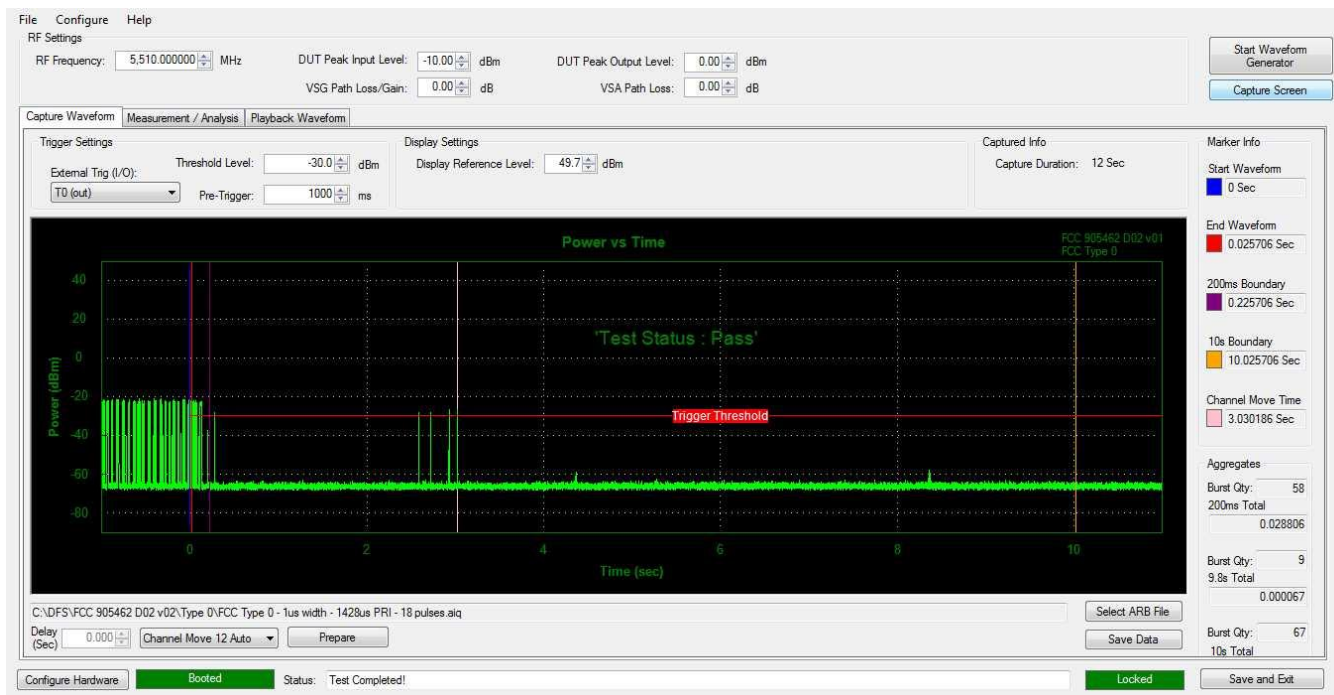 File Configure Help
RF Settings
RF Frequency: 5,510.000000 MHz DUT Peak Input Level: -10.00 dBm DUT Peak Output Level: 0.00 dBm
VSG Path Loss/Gain: 0.00 dB VSA Path Loss: 0.00 dB
Start Waveform
Generator
Capture Screen
Capture Waveform Measurement / Analysis Playback Waveform
Trigger Settings
External Trig (I/O):
T0 (out)
Threshold Level: -30.0 dBm
Pre-Trigger: 1000 ms
Display Settings
Display Reference Level: 49.7 dBm
Captured Info
Capture Duration: 12 Sec
Marker Info
Start Waveform
0 Sec
End Waveform
0.025706 Sec
200ms Boundary
0.225706 Sec
10s Boundary
10.025706 Sec
Channel Move Time
3.030186 Sec
Aggregates
Burst Qty: 58
200ms Total
0.028806
Burst Qty: 9
9.8s Total
0.000067
Burst Qty: 67
10s Total
Power vs Time
FCC 905462 D02 v01
FCC Type 0
'Test Status : Pass'
Trigger Threshold
Power (dBm)
40
20
0
-20
-40
-60
-80
0 2 4 6 8 10
Time (sec)
C:\DFS\FCC 905462 D02 v02\Type 0\FCC Type 0 - 1us width - 1428us PRI - 18 pulses.aiq
Select ARB File
Delay
(Sec) 0.000 Channel Move 12 Auto Prepare
Save Data
Configure Hardware Booted Status: Test Completed! Locked Save and Exit